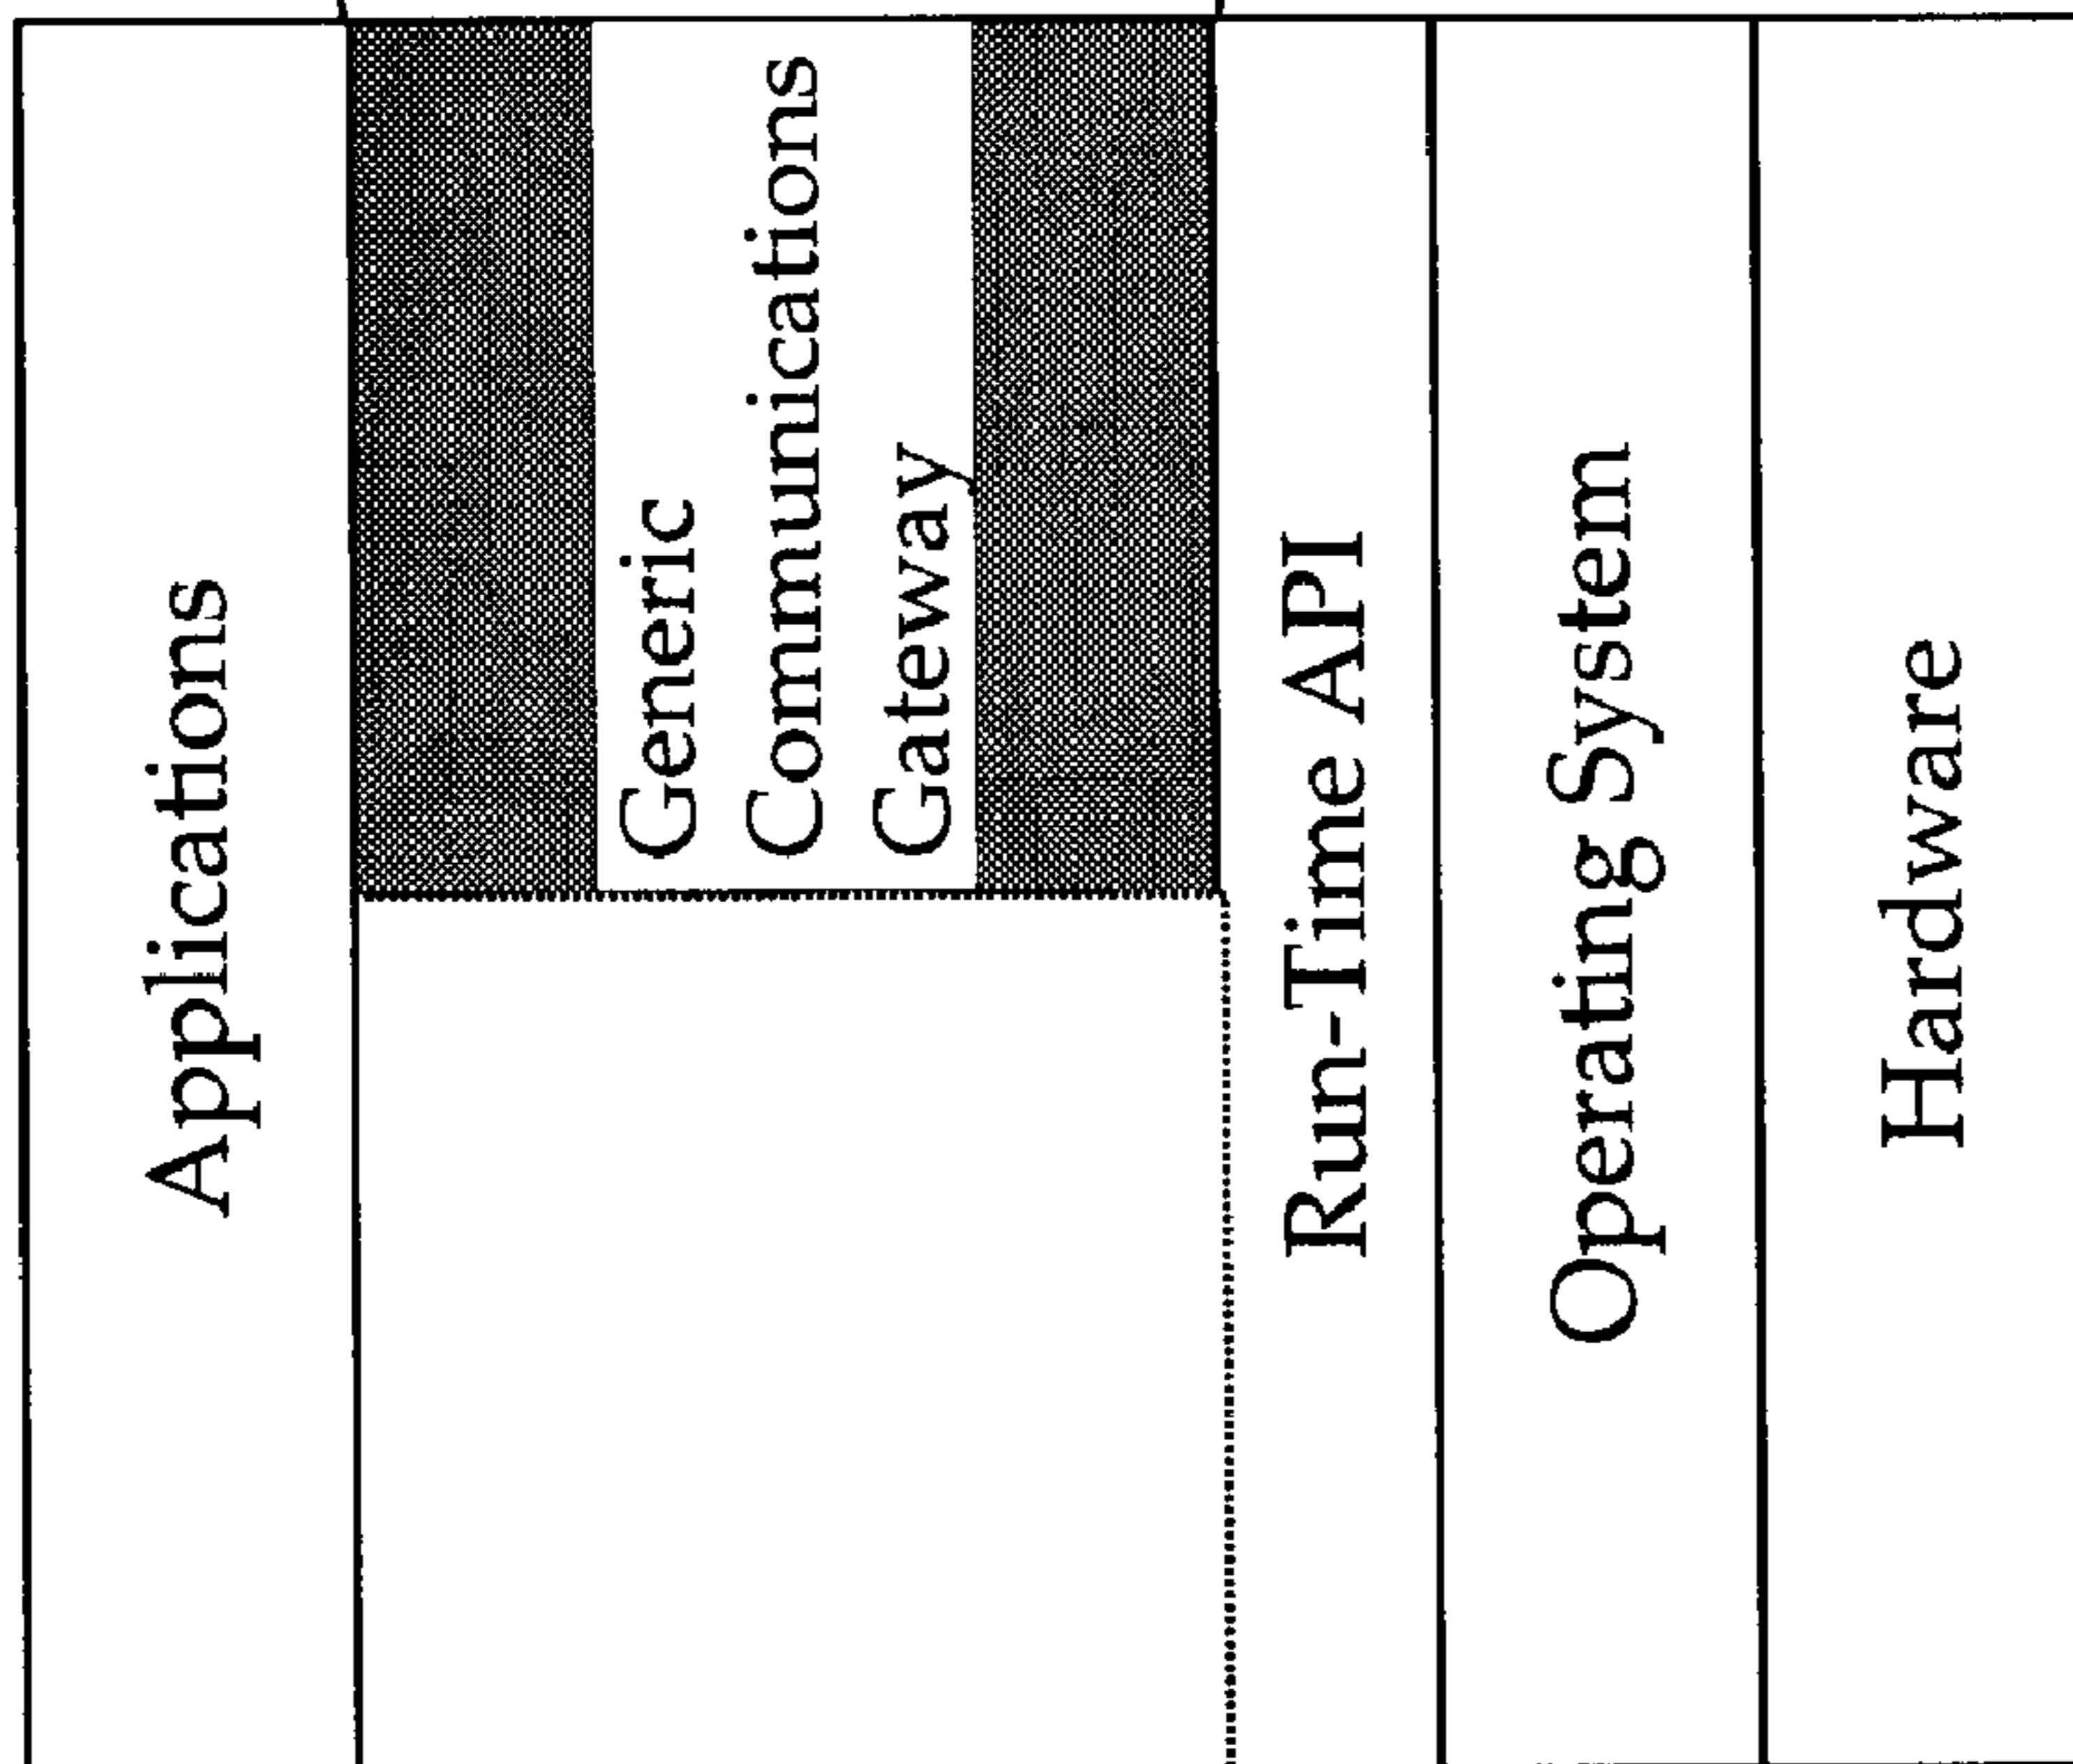 Applications
Generic
Communications
Gateway
Run-Time API
Operating System
Hardware